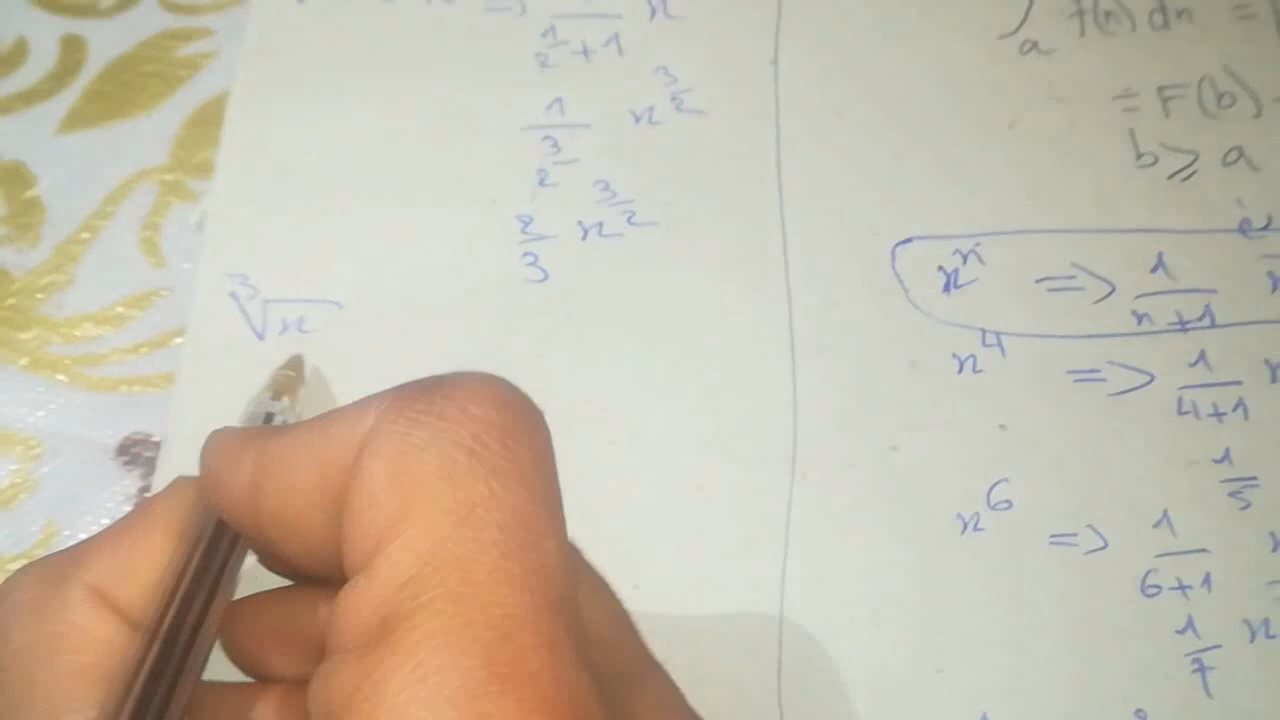 1/(1/2+1) x
1/(3/2) x^(3/2)
2/3 x^(3/2)
∛x
∫a f(x) dx =
= F(b)
b ⩾ a
x^n => 1/(n+1)
x^4 => 1/(4+1)
1/5
x^6 => 1/(6+1)
1/7 x